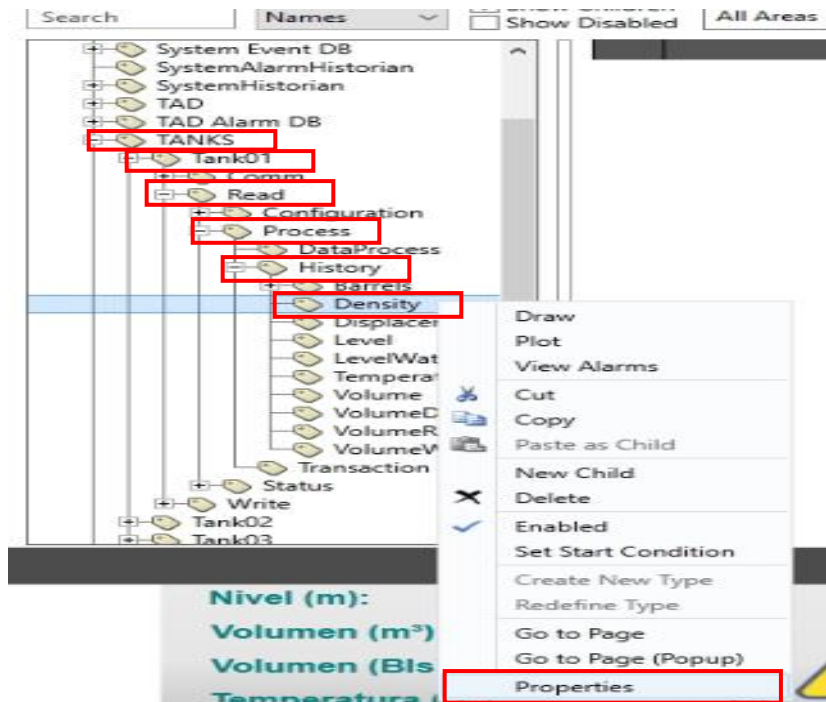 Search
Names
Show Disabled
All Areas
System Event DB
SystemAlarmHistorian
SystemHistorian
TAD
TAD Alarm DB
TANKS
Tank01
Comm
Read
Configuration
Process
DataProcess
History
Barrels
Density
Level
Volume
Transaction
Status
Write
Tank02
Tank03
Draw
Plot
View Alarms
Cut
Copy
Paste as Child
New Child
Delete
Enabled
Set Start Condition
Create New Type
Redefine Type
Go to Page
Go to Page (Popup)
Properties
Nivel (m):
Volumen (m³)
Volumen (Bls
Temperatura